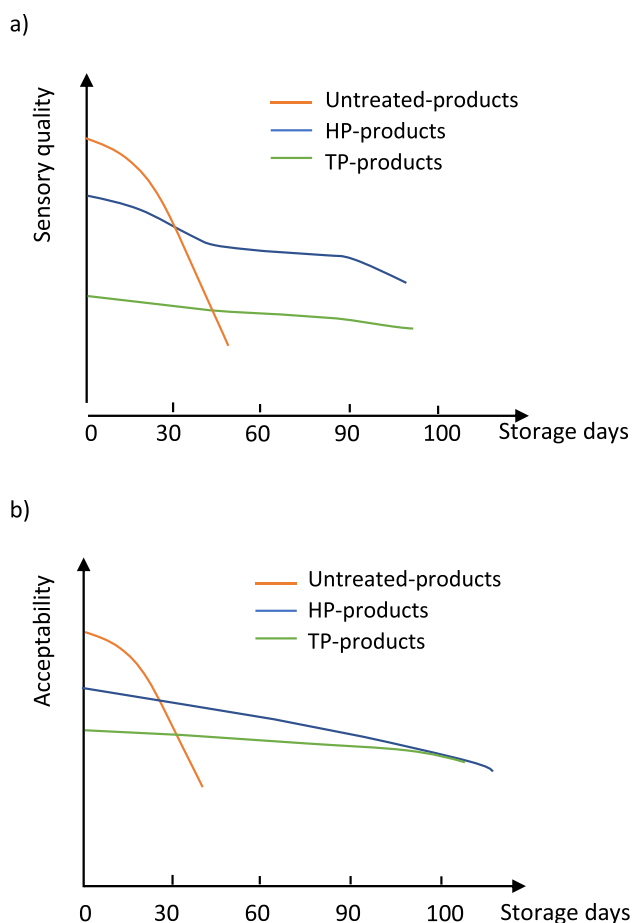 a)
Sensory quality
Untreated-products
HP-products
TP-products
0 30 60 90 100 Storage days
b)
Acceptability
Untreated-products
HP-products
TP-products
0 30 60 90 100 Storage days